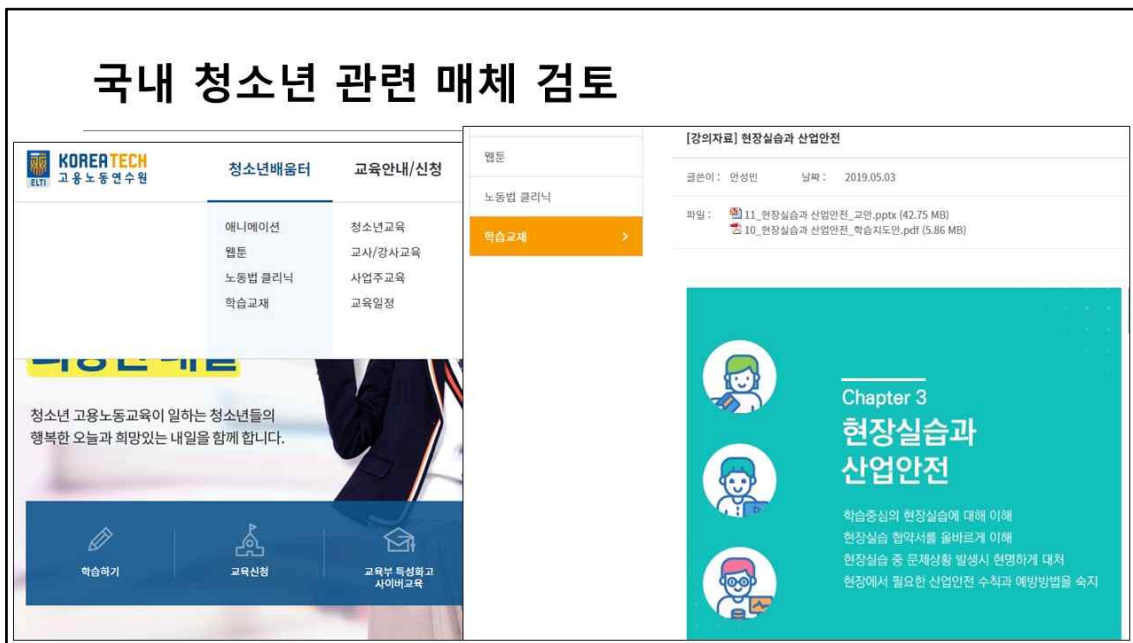 국내 청소년 관련 매체 검토
KOREATECH
ELTI 고용노동연수원
청소년배움터 교육안내/신청
애니메이션 청소년교육
웹툰 교사/강사교육
노동법 클리닉 사업주교육
학습교재 교육일정
청소년 고용노동교육이 일하는 청소년들의
행복한 오늘과 희망있는 내일을 함께 합니다.
학습하기
교육신청
교육부 특성화고
사이버교육
웹툰
노동법 클리닉
학습교재 >
[강의자료] 현장실습과 산업안전
글쓴이 : 안성민 날짜 : 2019.05.03
파일 : 11_현장실습과 산업안전_교안.pptx (42.75 MB)
10_현장실습과 산업안전_학습지도안.pdf (5.86 MB)
Chapter 3
현장실습과
산업안전
학습중심의 현장실습에 대해 이해
현장실습 협약서를 올바르게 이해
현장실습 중 문제상황 발생시 현명하게 대처
현장에서 필요한 산업안전 수칙과 예방방법을 숙지